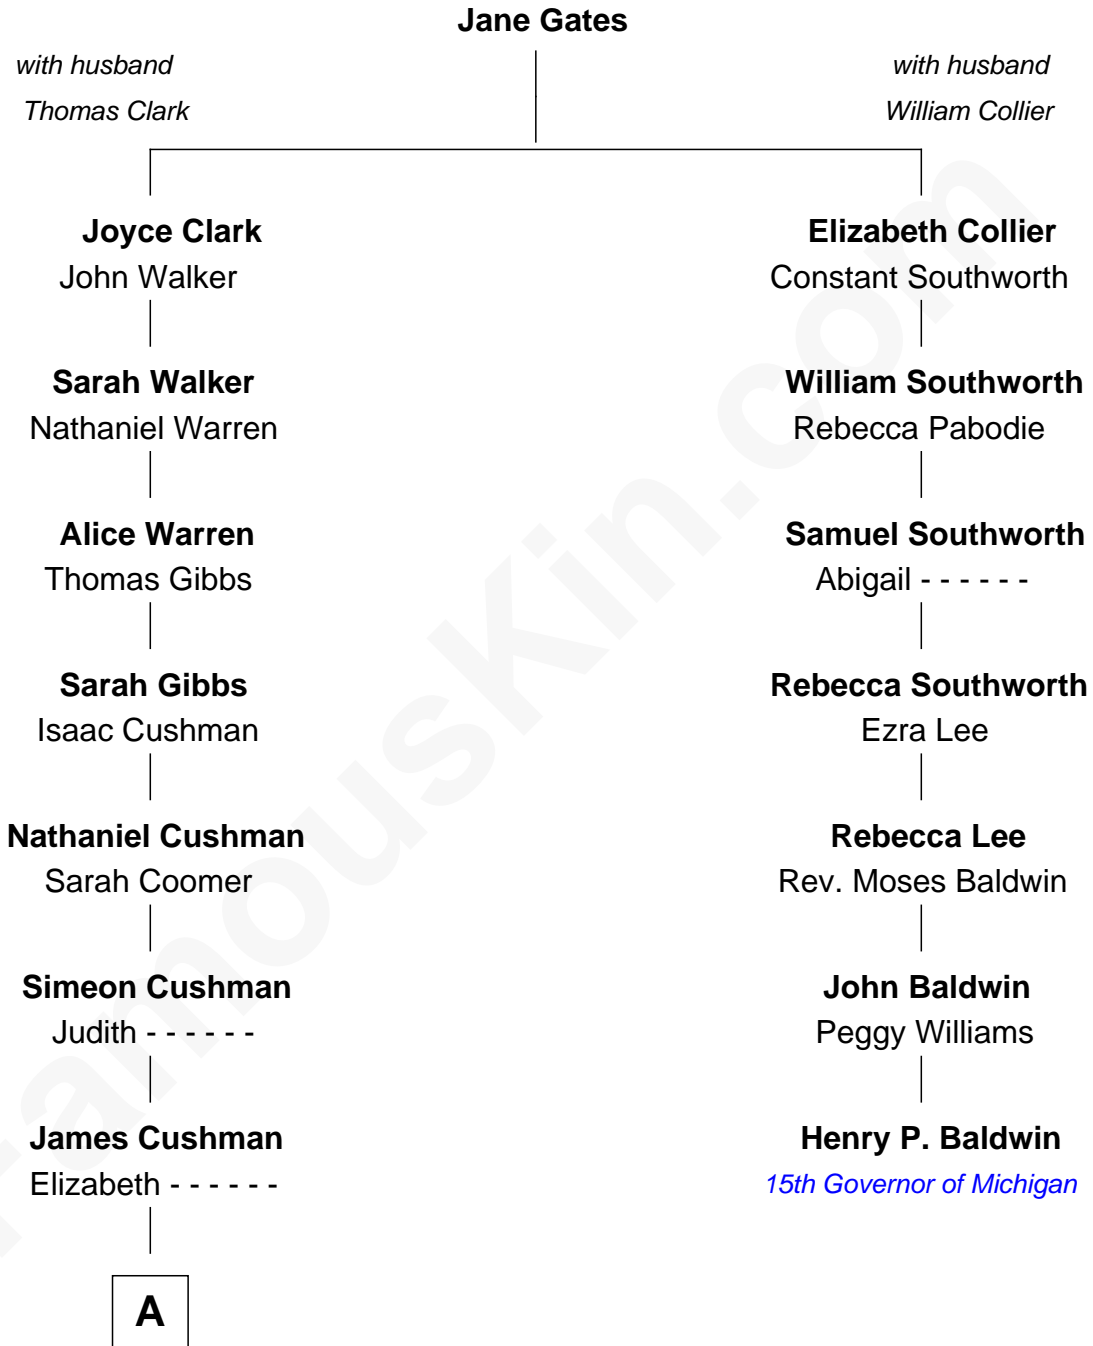 Jane Gates
with husband
Thomas Clark
with husband
William Collier
Joyce Clark
John Walker
Sarah Walker
Nathaniel Warren
Alice Warren
Thomas Gibbs
Sarah Gibbs
Isaac Cushman
Nathaniel Cushman
Sarah Coomer
Simeon Cushman
Judith - - - - - -
James Cushman
Elizabeth - - - - - -
A
Elizabeth Collier
Constant Southworth
William Southworth
Rebecca Pabodie
Samuel Southworth
Abigail - - - - - -
Rebecca Southworth
Ezra Lee
Rebecca Lee
Rev. Moses Baldwin
John Baldwin
Peggy Williams
Henry P. Baldwin
15th Governor of Michigan
FamousKin.com